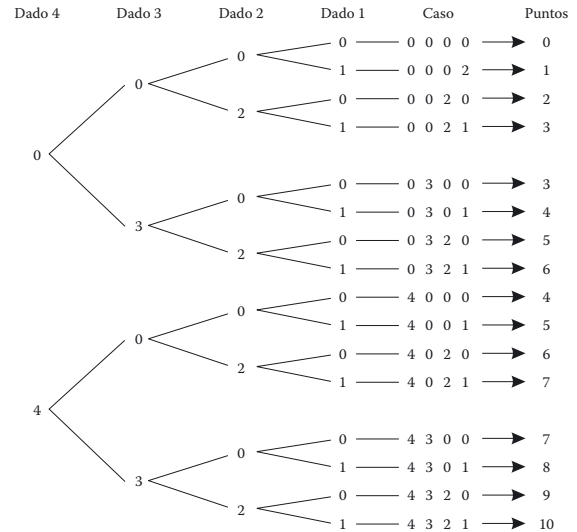 Dado 4 Dado 3 Dado 2 Dado 1 Caso Puntos
0 0 0 0 0 0
0 1 0 0 0 2 1
0 0 0 2 0 2
2 1 0 0 2 1 3
0
0 0 0 3 0 0 3
3 1 0 3 0 1 4
0 0 3 2 0 5
2 1 0 3 2 1 6
0 0 4 0 0 0 4
0 1 4 0 0 1 5
0 4 0 2 0 6
2 1 4 0 2 1 7
4
0 0 4 3 0 0 7
3 1 4 3 0 1 8
0 4 3 2 0 9
2 1 4 3 2 1 10